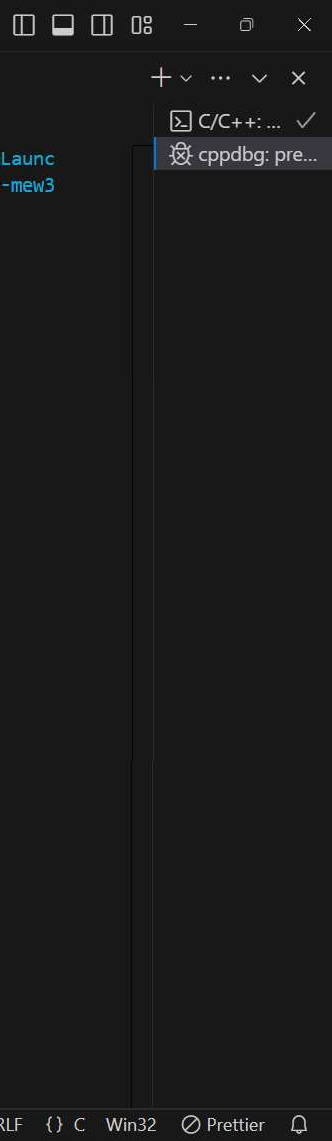 C/C++: ...
cppdbg: pre...
Launc
-mew3
RLF
{} C
Win32
Prettier